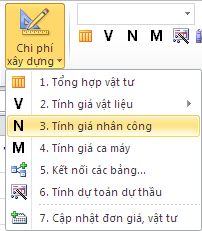 Chi phí
xây dựng
V N M
1. Tổng hợp vật tư
V 2. Tính giá vật liệu
N 3. Tính giá nhân công
M 4. Tính giá ca máy
5. Kết nối các bảng...
6. Tính dự toán dự thầu
7. Cập nhật đơn giá, vật tư